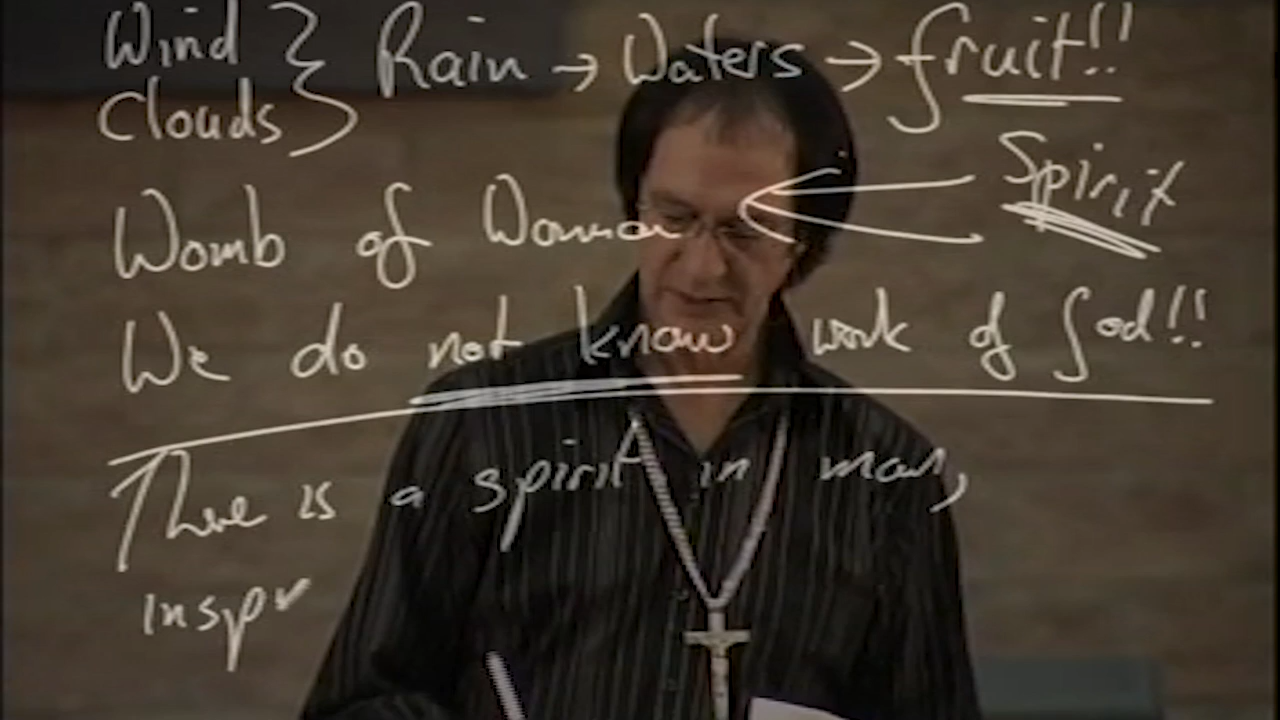 Wind } Rain → Waters → fruit!!
Clouds
Spirit
Womb of Woman
We do not know work of God!!
There is a spirit in man,
inspr